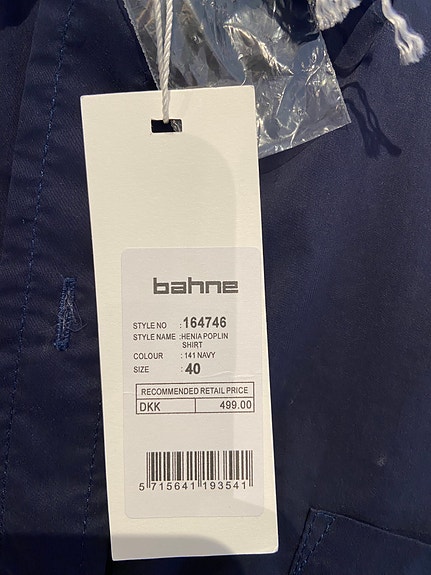 bahne
STYLE NO : 164746
STYLE NAME :HENIA POPLIN
SHIRT
COLOUR : 141 NAVY
SIZE : 40
RECOMMENDED RETAIL PRICE
DKK 499.00
5 715641 193541